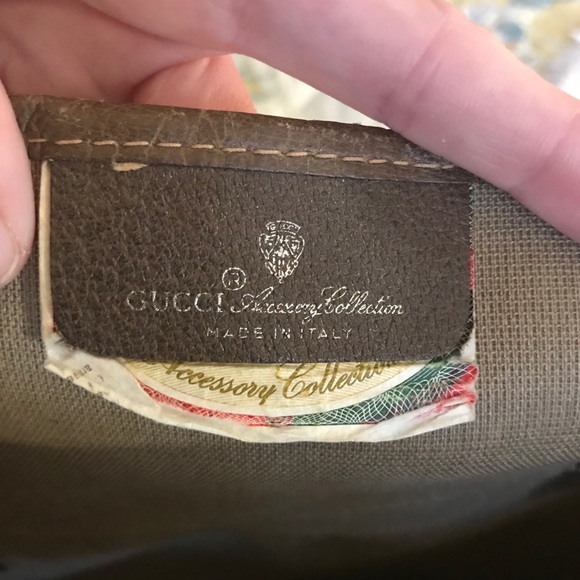 ®
GUCCI Accessory Collection
MADE IN ITALY
Accessory Collection